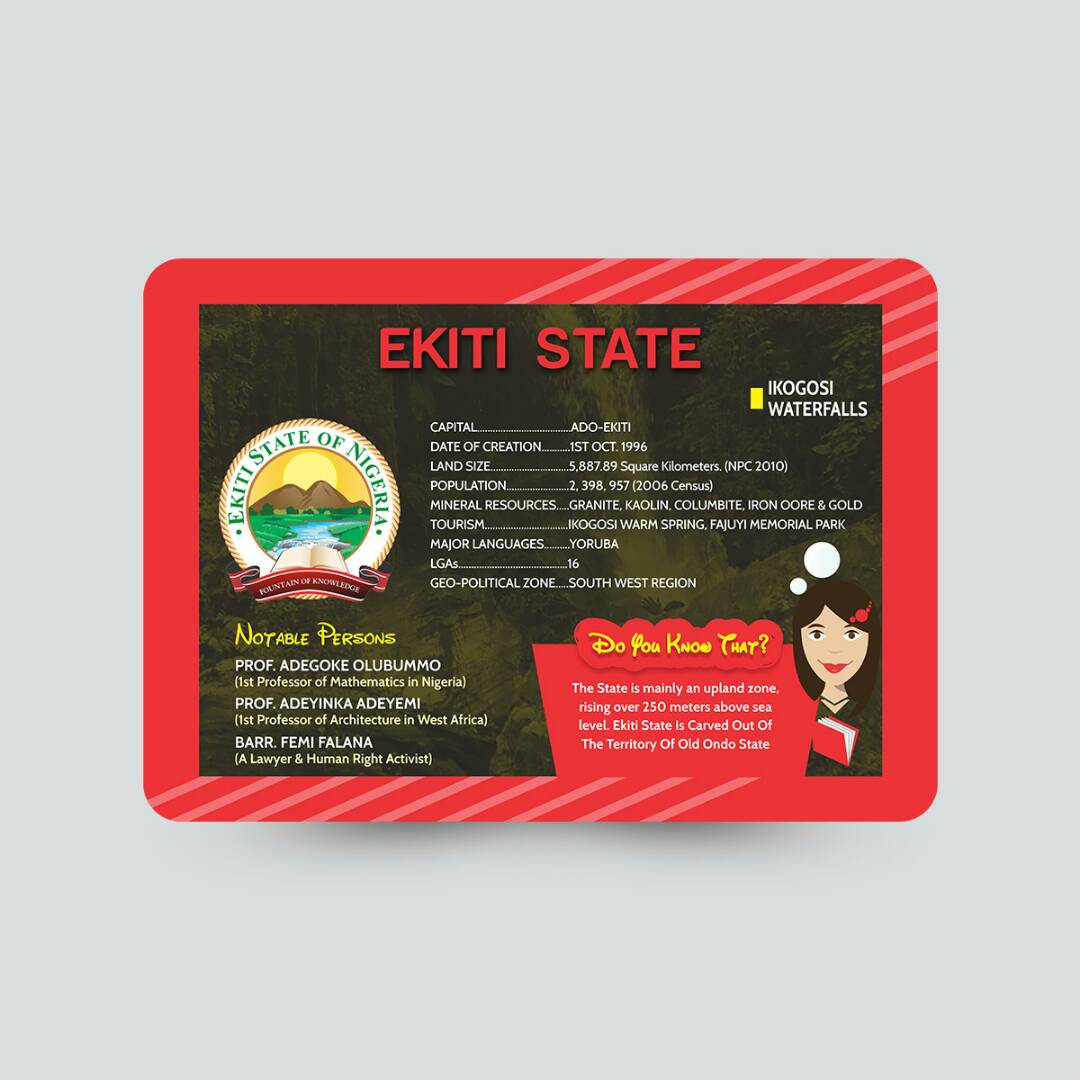 EKITI STATE
IKOGOSI
WATERFALLS
EKITI STATE OF NIGERIA
FOUNTAIN OF KNOWLEDGE
CAPITAL..................................ADO-EKITI
DATE OF CREATION..........1ST OCT. 1996
LAND SIZE............................5,887.89 Square Kilometers. (NPC 2010)
POPULATION.......................2, 398, 957 (2006 Census)
MINERAL RESOURCES....GRANITE, KAOLIN, COLUMBITE, IRON OORE & GOLD
TOURISM..............................IKOGOSI WARM SPRING, FAJUYI MEMORIAL PARK
MAJOR LANGUAGES.........YORUBA
LGAs.......................................16
GEO-POLITICAL ZONE.....SOUTH WEST REGION
Notable Persons
PROF. ADEGOKE OLUBUMMO
(1st Professor of Mathematics in Nigeria)
PROF. ADEYINKA ADEYEMI
(1st Professor of Architecture in West Africa)
BARR. FEMI FALANA
(A Lawyer & Human Right Activist)
Do You Know That?
The State is mainly an upland zone,
rising over 250 meters above sea
level. Ekiti State Is Carved Out Of
The Territory Of Old Ondo State